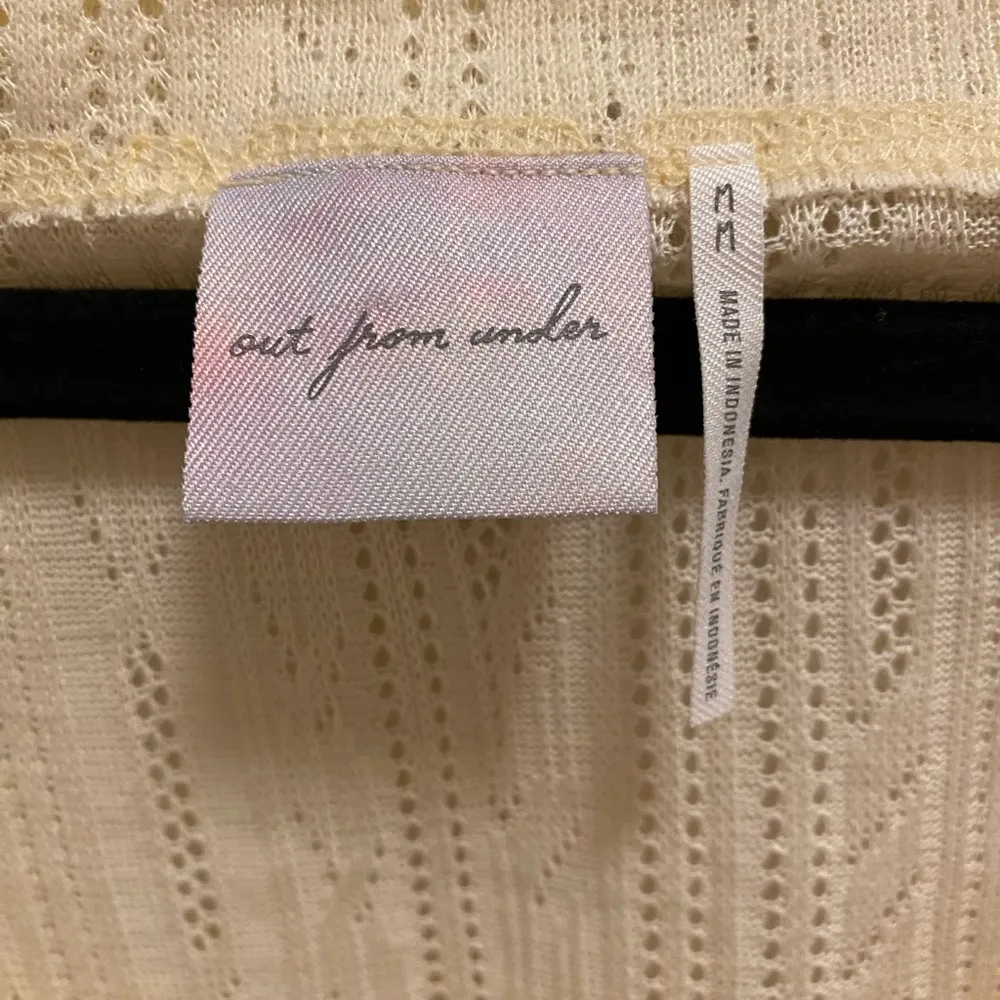 out from under
M M
MADE IN INDONESIA. FABRIQUÉ EN INDONÉSIE